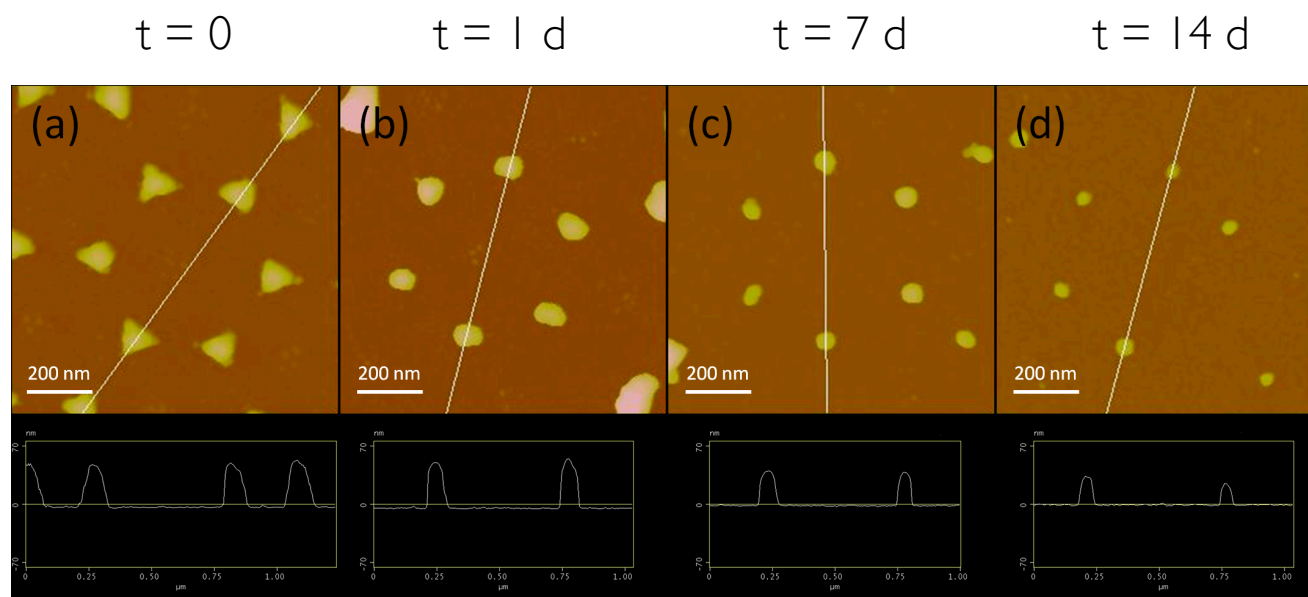 t = 0 t = 1 d t = 7 d t = 14 d
(a) (b) (c) (d)
200 nm 200 nm 200 nm 200 nm
nm nm nm nm
70 70 70 70
0 0 0 0
-70 -70 -70 -70
0 0.25 0.50 0.75 1.00 0 0.25 0.50 0.75 1.00 0 0.25 0.50 0.75 1.00 0 0.25 0.50 0.75 1.00
µm µm µm µm